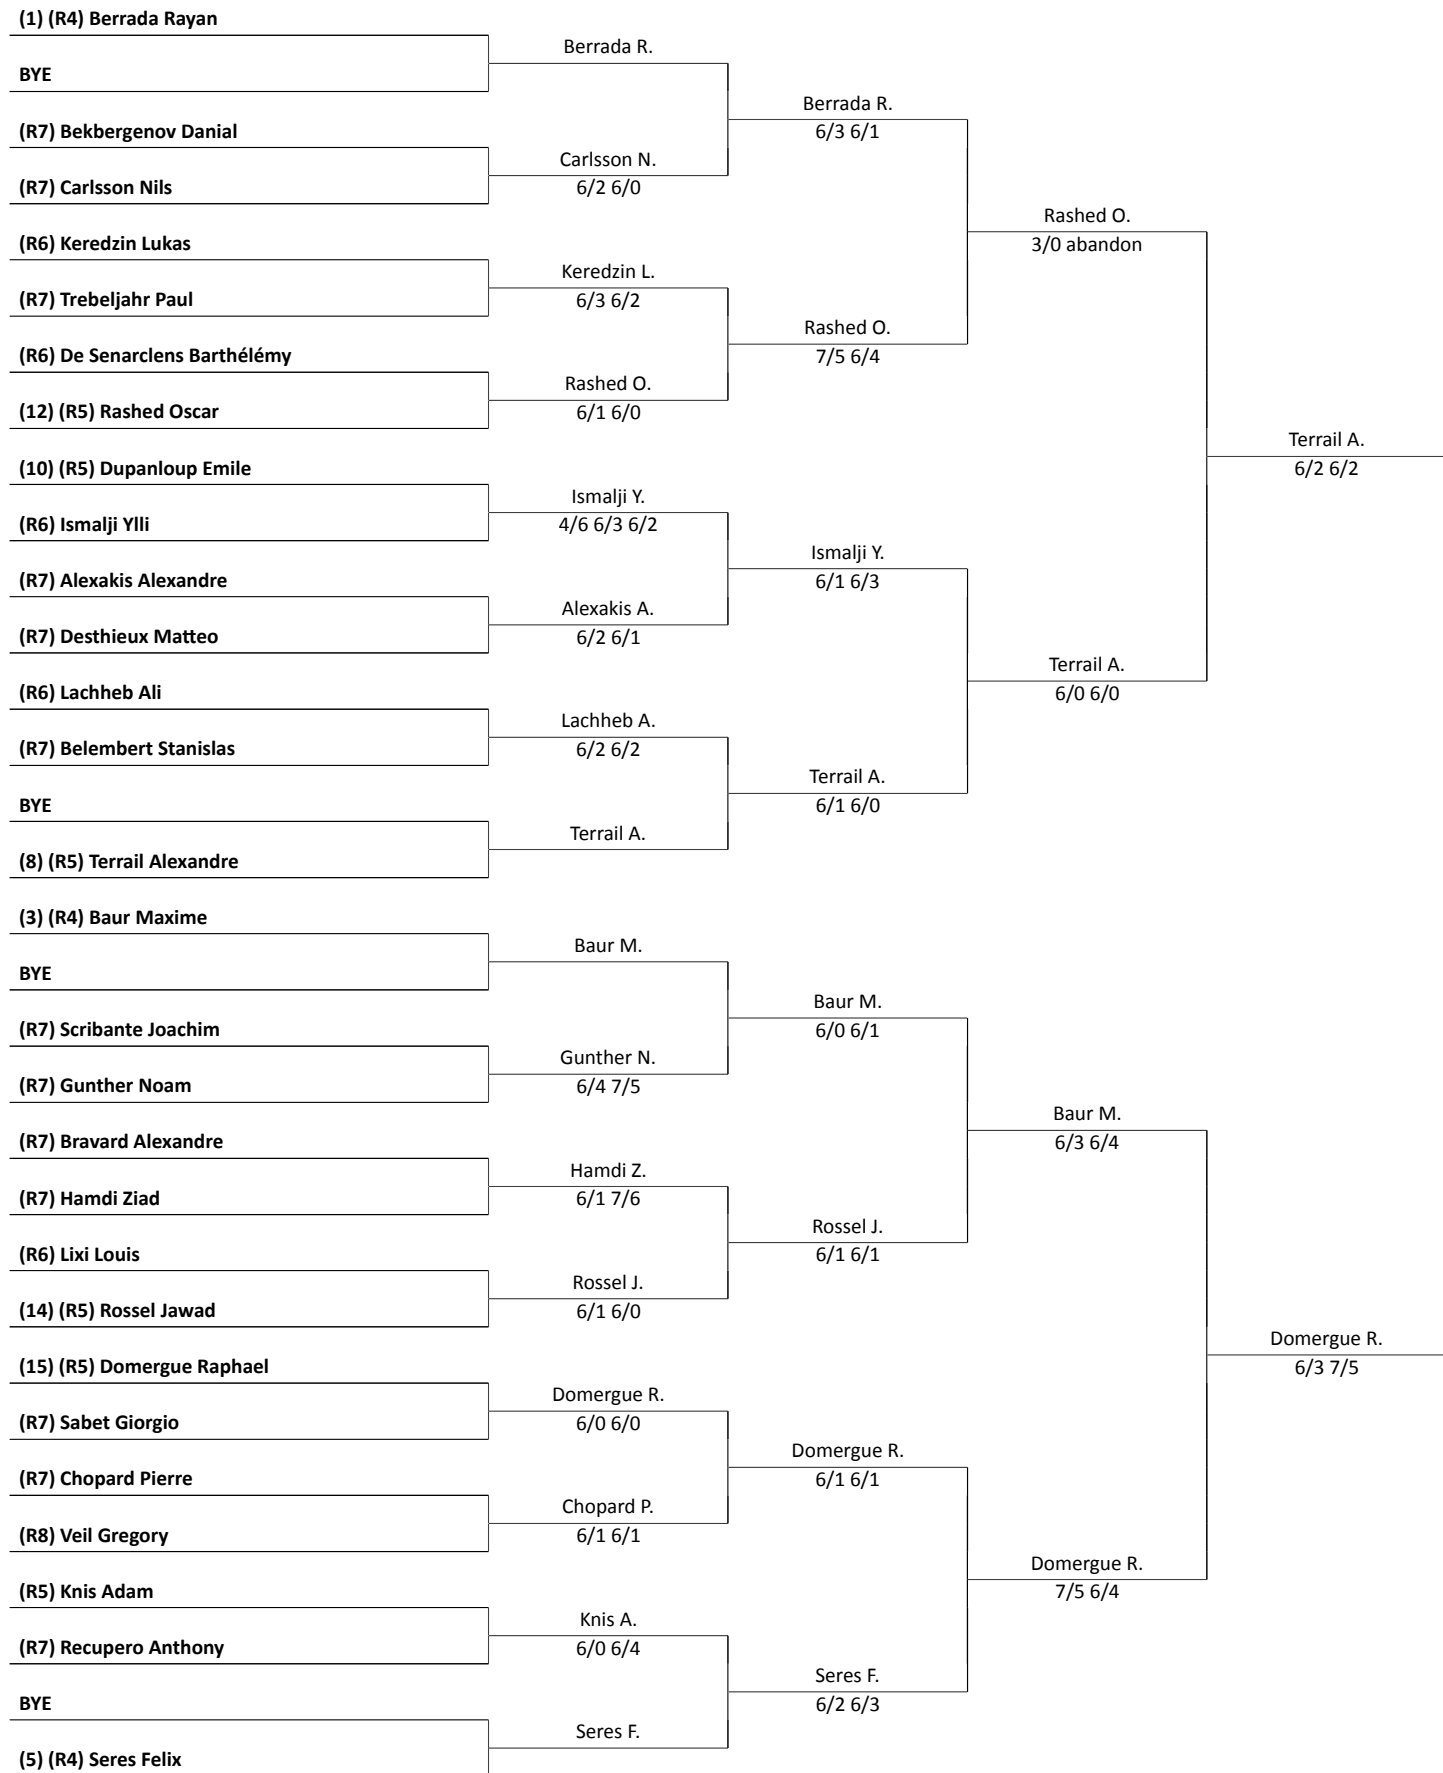 (1) (R4) Berrada Rayan
Berrada R.
BYE
Berrada R.
6/3 6/1
(R7) Bekbergenov Danial
Carlsson N.
6/2 6/0
(R7) Carlsson Nils
Rashed O.
3/0 abandon
(R6) Keredzin Lukas
Keredzin L.
6/3 6/2
(R7) Trebeljahr Paul
Rashed O.
7/5 6/4
(R6) De Senarclens Barthélémy
Rashed O.
6/1 6/0
(12) (R5) Rashed Oscar
Terrail A.
6/2 6/2
(10) (R5) Dupanloup Emile
Ismalji Y.
4/6 6/3 6/2
(R6) Ismalji Ylli
Ismalji Y.
6/1 6/3
(R7) Alexakis Alexandre
Alexakis A.
6/2 6/1
(R7) Desthieux Matteo
Terrail A.
6/0 6/0
(R6) Lachheb Ali
Lachheb A.
6/2 6/2
(R7) Belembert Stanislas
Terrail A.
6/1 6/0
BYE
Terrail A.
(8) (R5) Terrail Alexandre
(3) (R4) Baur Maxime
Baur M.
BYE
Baur M.
6/0 6/1
(R7) Scribante Joachim
Gunther N.
6/4 7/5
(R7) Gunther Noam
Baur M.
6/3 6/4
(R7) Bravard Alexandre
Hamdi Z.
6/1 7/6
(R7) Hamdi Ziad
Rossel J.
6/1 6/1
(R6) Lixi Louis
Rossel J.
6/1 6/0
(14) (R5) Rossel Jawad
Domergue R.
6/3 7/5
(15) (R5) Domergue Raphael
Domergue R.
6/0 6/0
(R7) Sabet Giorgio
Domergue R.
6/1 6/1
(R7) Chopard Pierre
Chopard P.
6/1 6/1
(R8) Veil Gregory
Domergue R.
7/5 6/4
(R5) Knis Adam
Knis A.
6/0 6/4
(R7) Recupero Anthony
Seres F.
6/2 6/3
BYE
Seres F.
(5) (R4) Seres Felix